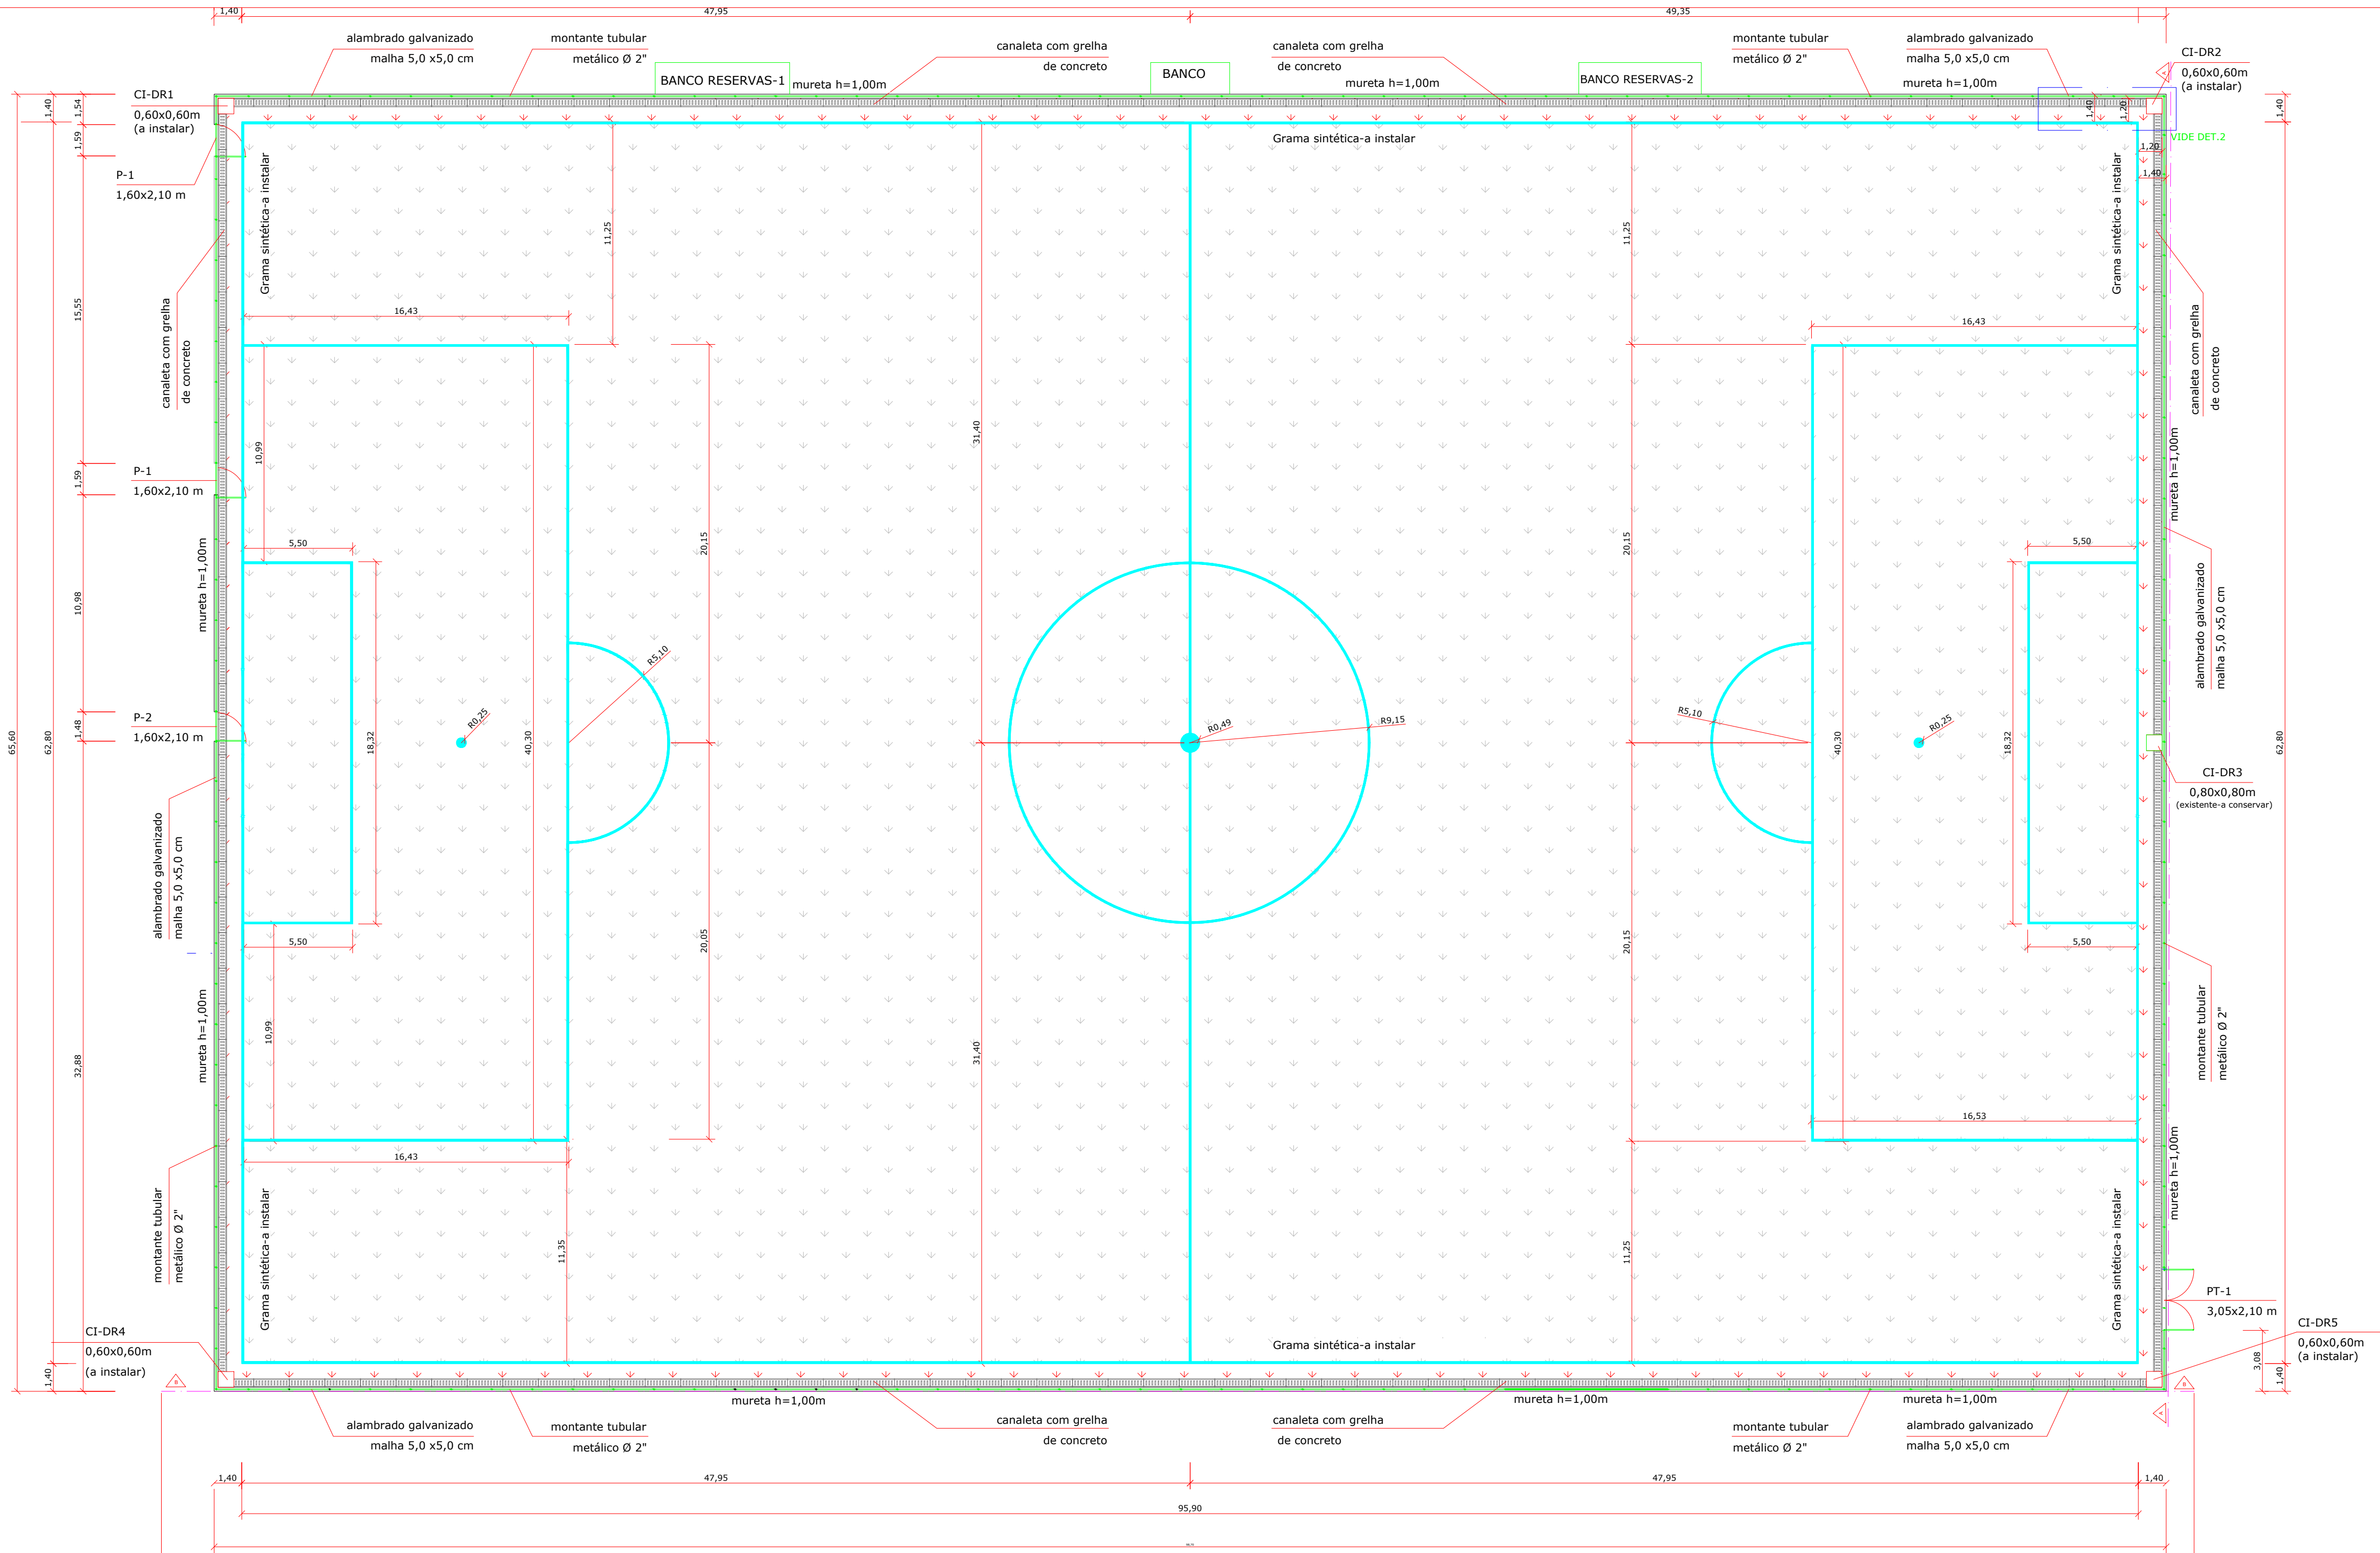 1,40
47,95
49,35
alambrado galvanizado
malha 5,0 x5,0 cm
montante tubular
metálico Ø 2"
canaleta com grelha
de concreto
canaleta com grelha
de concreto
montante tubular
metálico Ø 2"
alambrado galvanizado
malha 5,0 x5,0 cm
CI-DR2
0,60x0,60m
(a instalar)
BANCO RESERVAS-1
mureta h=1,00m
BANCO
mureta h=1,00m
BANCO RESERVAS-2
mureta h=1,00m
A
CI-DR1
0,60x0,60m
(a instalar)
1,40
1,54
1,59
1,40
1,20
1,40
VIDE DET.2
1,20
1,40
P-1
1,60x2,10 m
Grama sintética-a instalar
Grama sintética-a instalar
Grama sintética-a instalar
11,25
11,25
15,55
canaleta com grelha
de concreto
16,43
16,43
canaleta com grelha
de concreto
31,40
10,99
mureta h=1,00m
P-1
1,60x2,10 m
1,59
5,50
20,15
20,15
5,50
mureta h=1,00m
10,98
alambrado galvanizado
malha 5,0 x5,0 cm
R5,10
P-2
1,60x2,10 m
1,48
65,60
62,80
18,32
R0,25
40,30
R0,49
R9,15
R5,10
40,30
R0,25
18,32
62,80
CI-DR3
0,80x0,80m
(existente-a conservar)
alambrado galvanizado
malha 5,0 x5,0 cm
5,50
20,05
20,15
5,50
mureta h=1,00m
32,88
10,99
31,40
montante tubular
metálico Ø 2"
16,53
16,43
mureta h=1,00m
montante tubular
metálico Ø 2"
Grama sintética-a instalar
11,35
11,25
Grama sintética-a instalar
PT-1
3,05x2,10 m
CI-DR4
0,60x0,60m
(a instalar)
Grama sintética-a instalar
CI-DR5
0,60x0,60m
(a instalar)
1,40
3,08
1,40
B
B
A
mureta h=1,00m
mureta h=1,00m
mureta h=1,00m
alambrado galvanizado
malha 5,0 x5,0 cm
montante tubular
metálico Ø 2"
canaleta com grelha
de concreto
canaleta com grelha
de concreto
montante tubular
metálico Ø 2"
alambrado galvanizado
malha 5,0 x5,0 cm
1,40
47,95
47,95
1,40
95,90